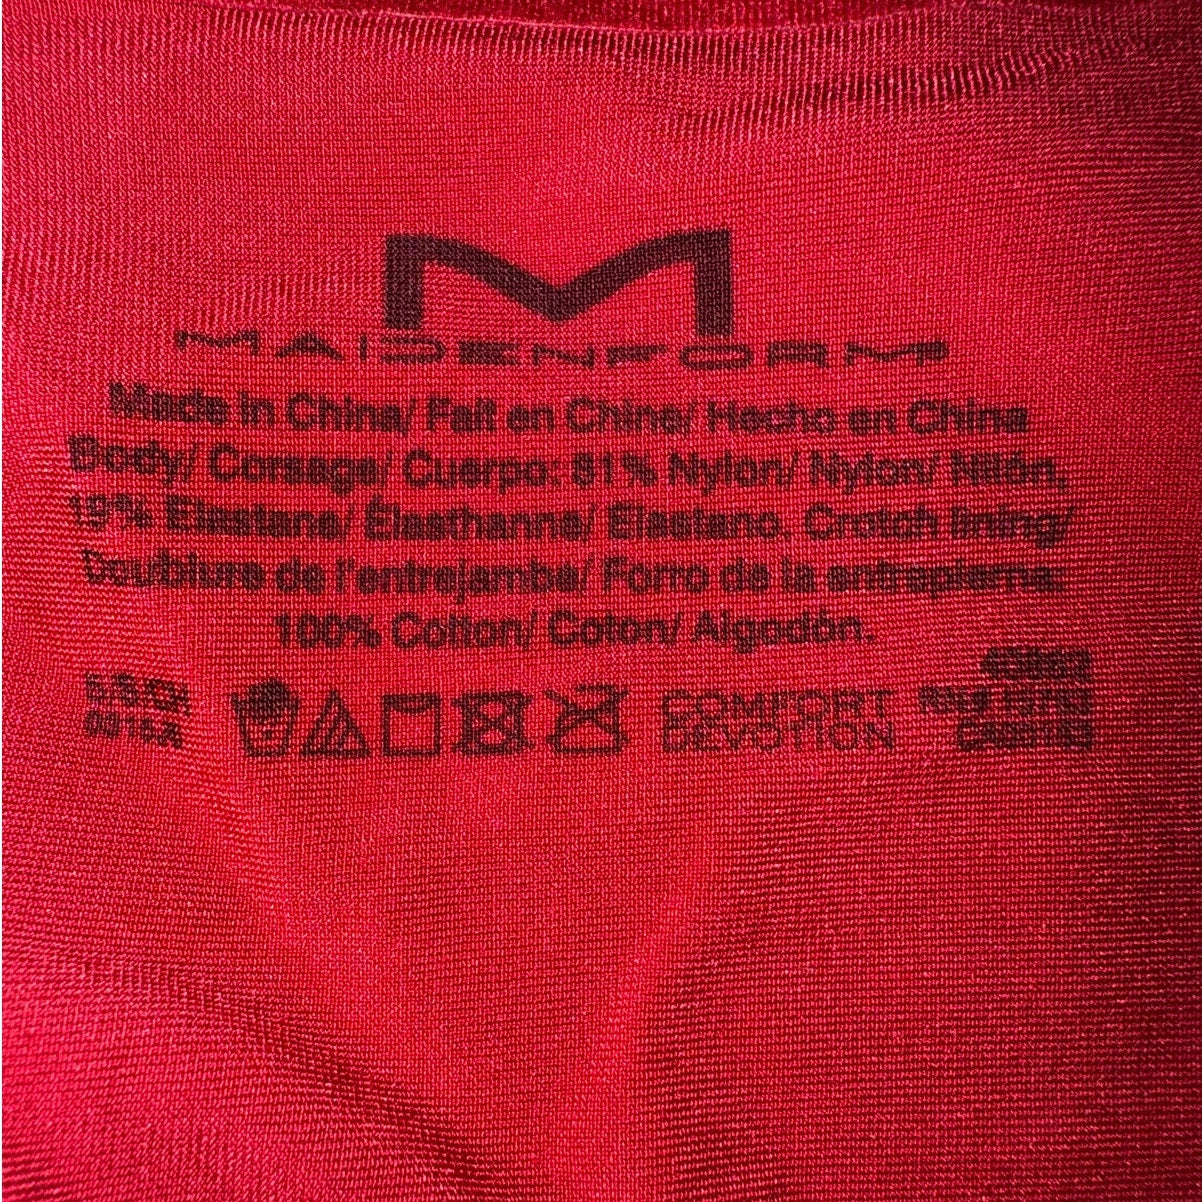 M
MAIDENFORM
Made in China/ Fait en Chine/ Hecho en China
Body/ Corsage/ Cuerpo: 81% Nylon/ Nylon/ Nilón,
19% Elastane/ Élasthanne/ Elastano. Crotch lining/
Doublure de l'entrejambe/ Forro de la entrepierna:
100% Cotton/ Coton/ Algodón.
COMFORT
DEVOTION